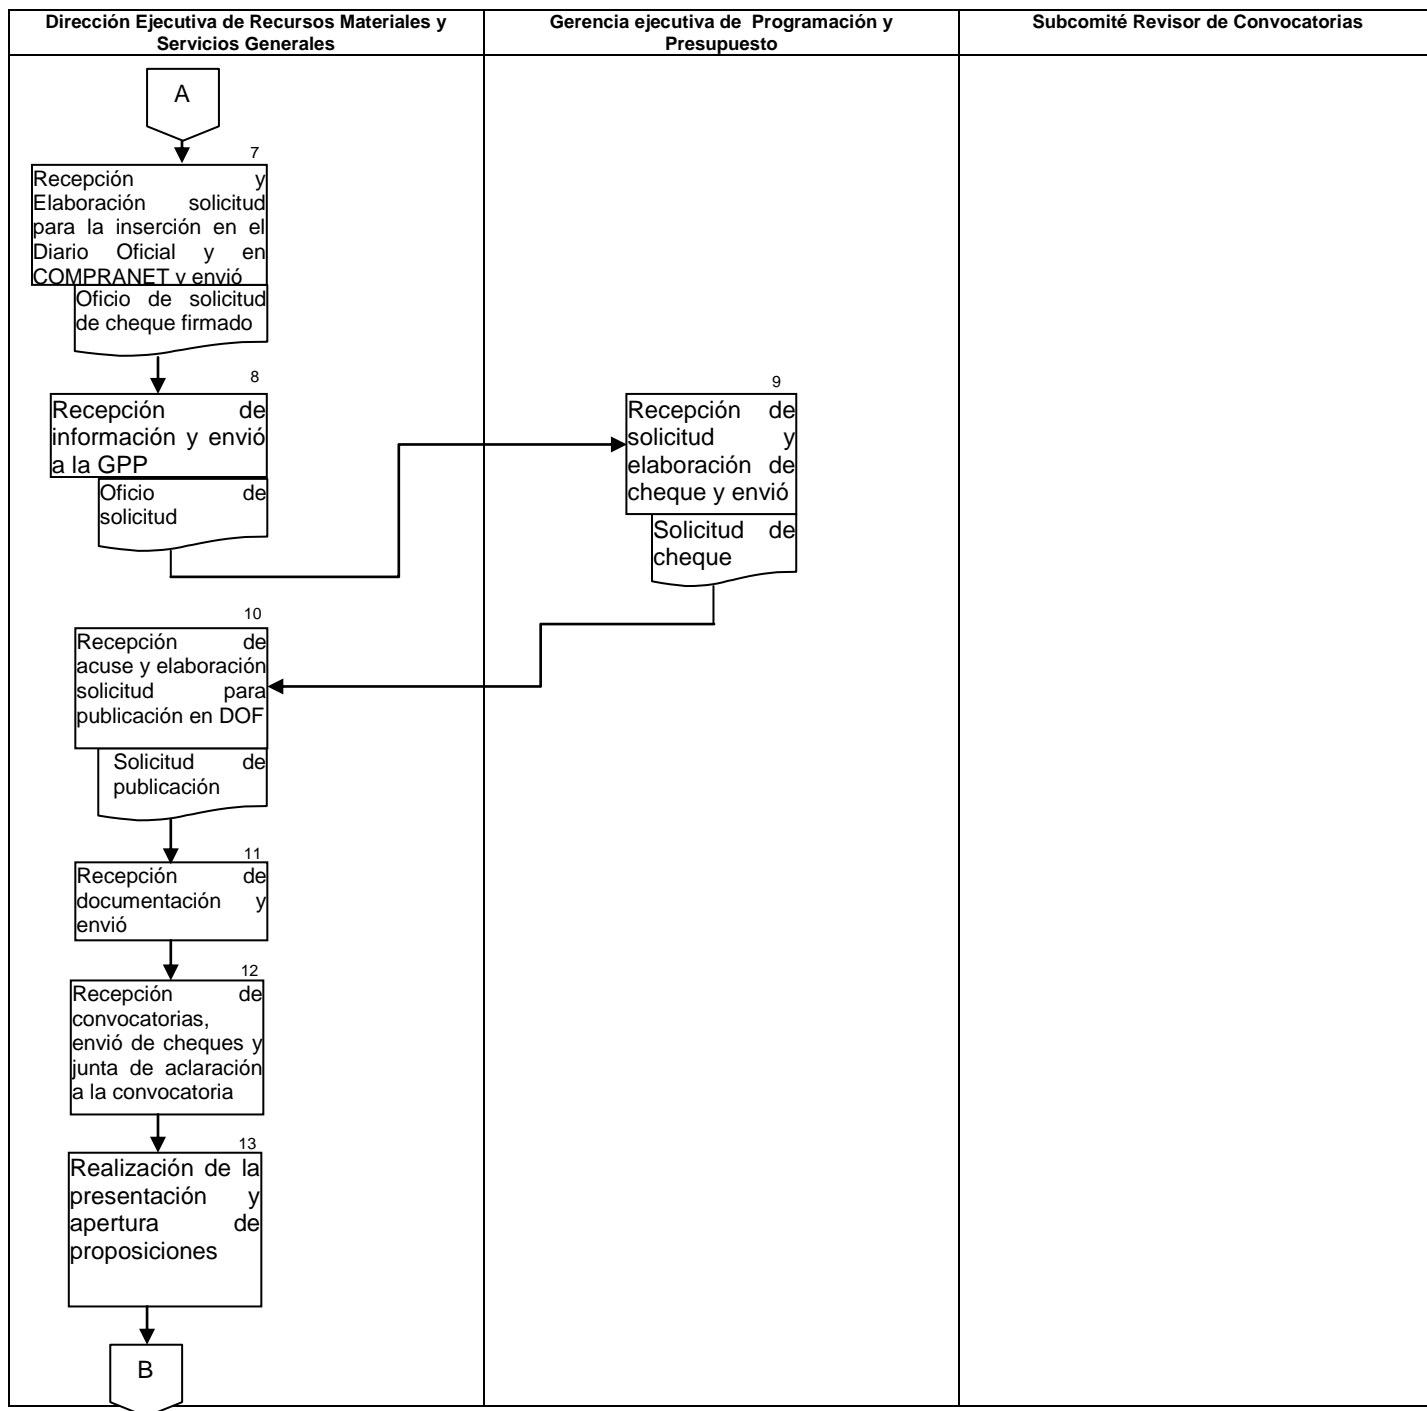 Dirección Ejecutiva de Recursos Materiales y
Servicios Generales
Gerencia ejecutiva de Programación y
Presupuesto
Subcomité Revisor de Convocatorias
A
7
Recepción y
Elaboración solicitud
para la inserción en el
Diario Oficial y en
COMPRANET y envió
Oficio de solicitud
de cheque firmado
8
Recepción de
información y envió
a la GPP
Oficio de
solicitud
9
Recepción de
solicitud y
elaboración de
cheque y envió
Solicitud de
cheque
10
Recepción de
acuse y elaboración
solicitud para
publicación en DOF
Solicitud de
publicación
11
Recepción de
documentación y
envió
12
Recepción de
convocatorias,
envió de cheques y
junta de aclaración
a la convocatoria
13
Realización de la
presentación y
apertura de
proposiciones
B